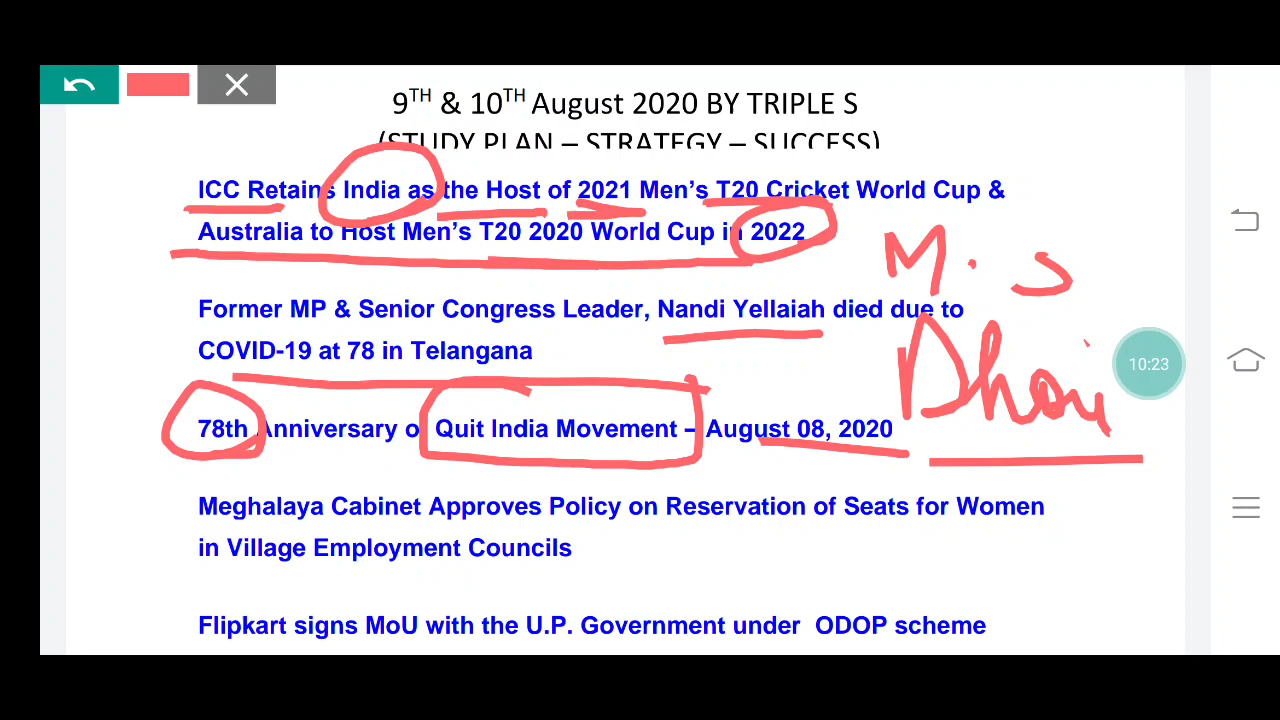 9TH & 10TH August 2020 BY TRIPLE S
(STUDY PLAN – STRATEGY – SUCCESS)
ICC Retains India as the Host of 2021 Men's T20 Cricket World Cup &
Australia to Host Men's T20 2020 World Cup in 2022
M. S
Former MP & Senior Congress Leader, Nandi Yellaiah died due to
COVID-19 at 78 in Telangana
10:23
78th Anniversary of Quit India Movement – August 08, 2020
Meghalaya Cabinet Approves Policy on Reservation of Seats for Women
in Village Employment Councils
Flipkart signs MoU with the U.P. Government under ODOP scheme